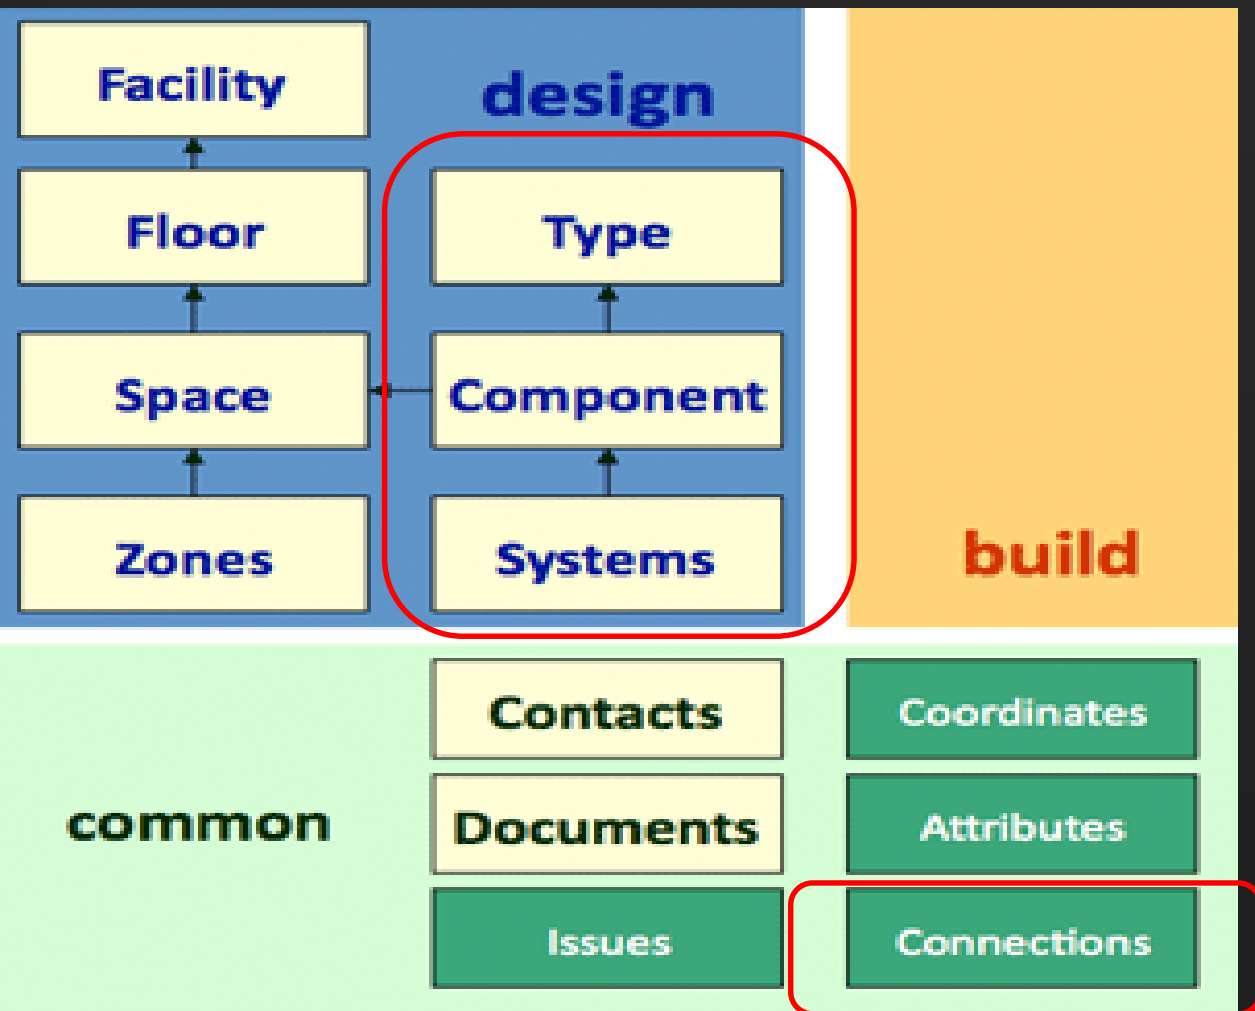 Facility
design
Floor
Type
Space
Component
Zones
Systems
build
Contacts
Coordinates
common
Documents
Attributes
Issues
Connections